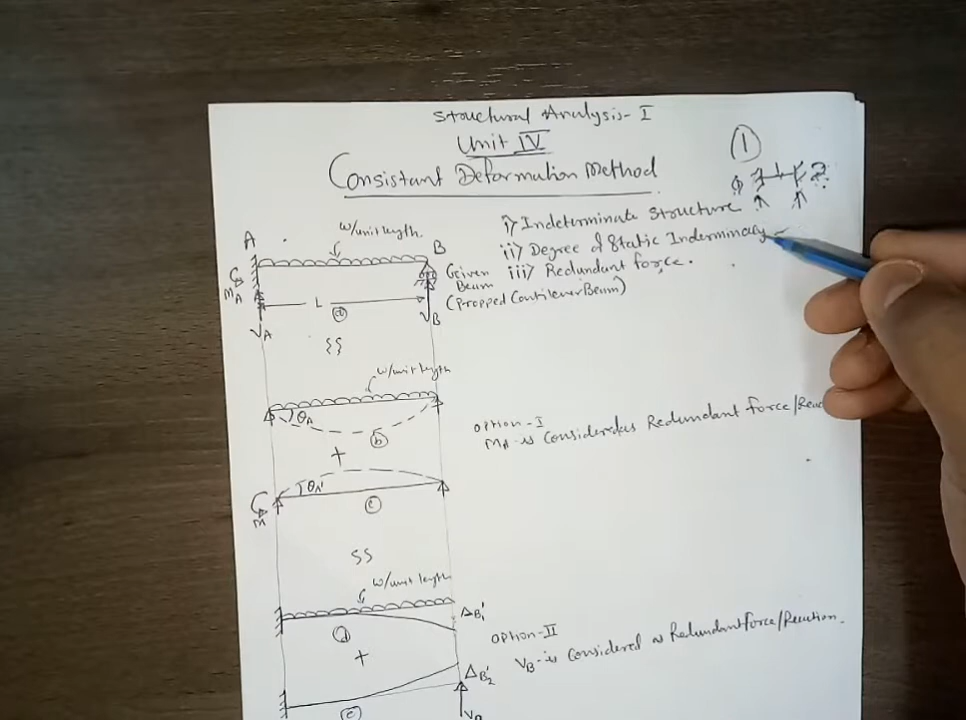 Structural Analysis-I
Unit IV
Consistant Deformation Method
1
i) Indeterminate Structure
ii) Degree of Static Inderminacy
iii) Redundant force.
w/unit length.
A
B
Given
Beam
(Propped Cantilever Beam)
MA
L
a
VA
VB
w/unit length
θA
b
+
Option-I
MA is Considered as Redundant force/Reac
θA'
c
M
w/unit length
ΔB1'
d
+
Option-II
VB-is Considered as Redundant force/Reaction.
ΔB2'
e
VB